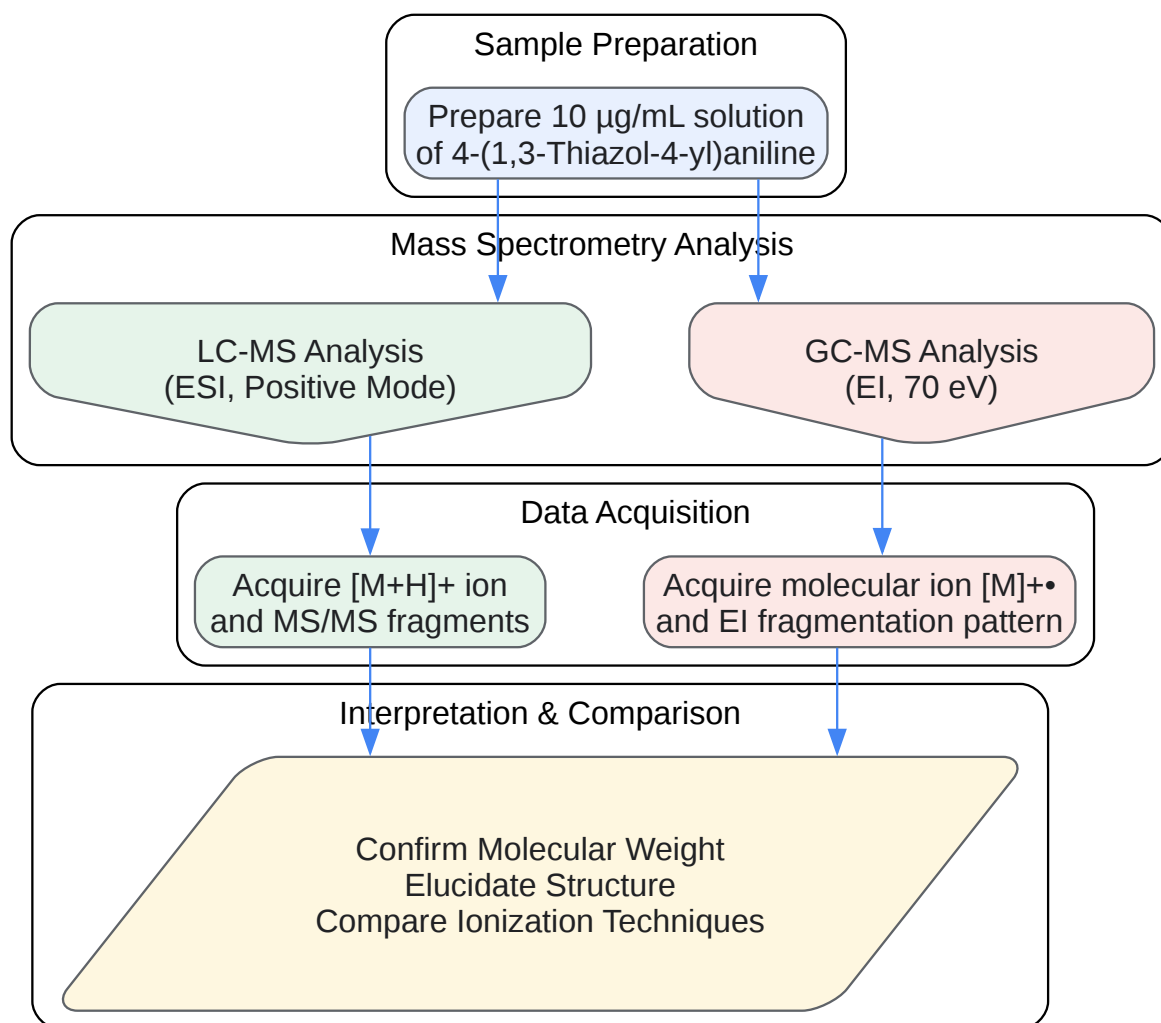 Sample Preparation
Prepare 10 µg/mL solution
of 4-(1,3-Thiazol-4-yl)aniline
Mass Spectrometry Analysis
LC-MS Analysis
(ESI, Positive Mode)
GC-MS Analysis
(EI, 70 eV)
Data Acquisition
Acquire [M+H]+ ion
and MS/MS fragments
Acquire molecular ion [M]+•
and EI fragmentation pattern
Interpretation & Comparison
Confirm Molecular Weight
Elucidate Structure
Compare Ionization Techniques